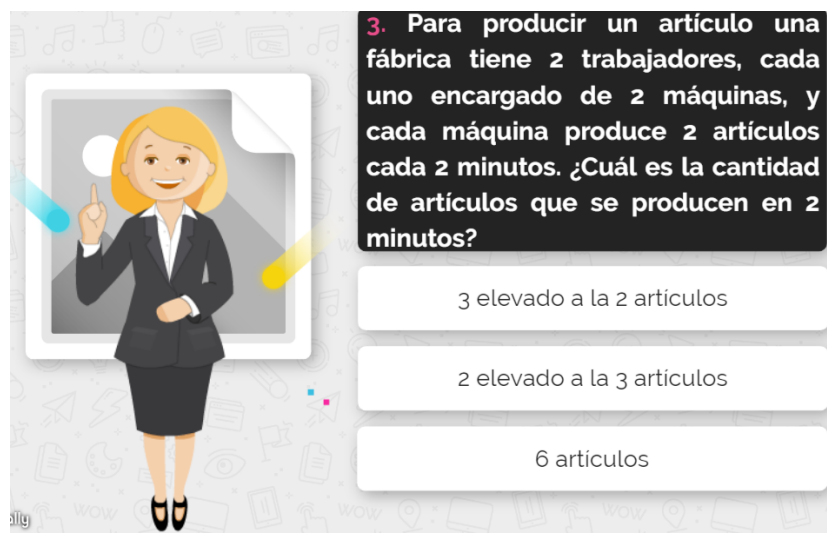 3. Para producir un artículo una
fábrica tiene 2 trabajadores, cada
uno encargado de 2 máquinas, y
cada máquina produce 2 artículos
cada 2 minutos. ¿Cuál es la cantidad
de artículos que se producen en 2
minutos?
3 elevado a la 2 artículos
2 elevado a la 3 artículos
6 artículos